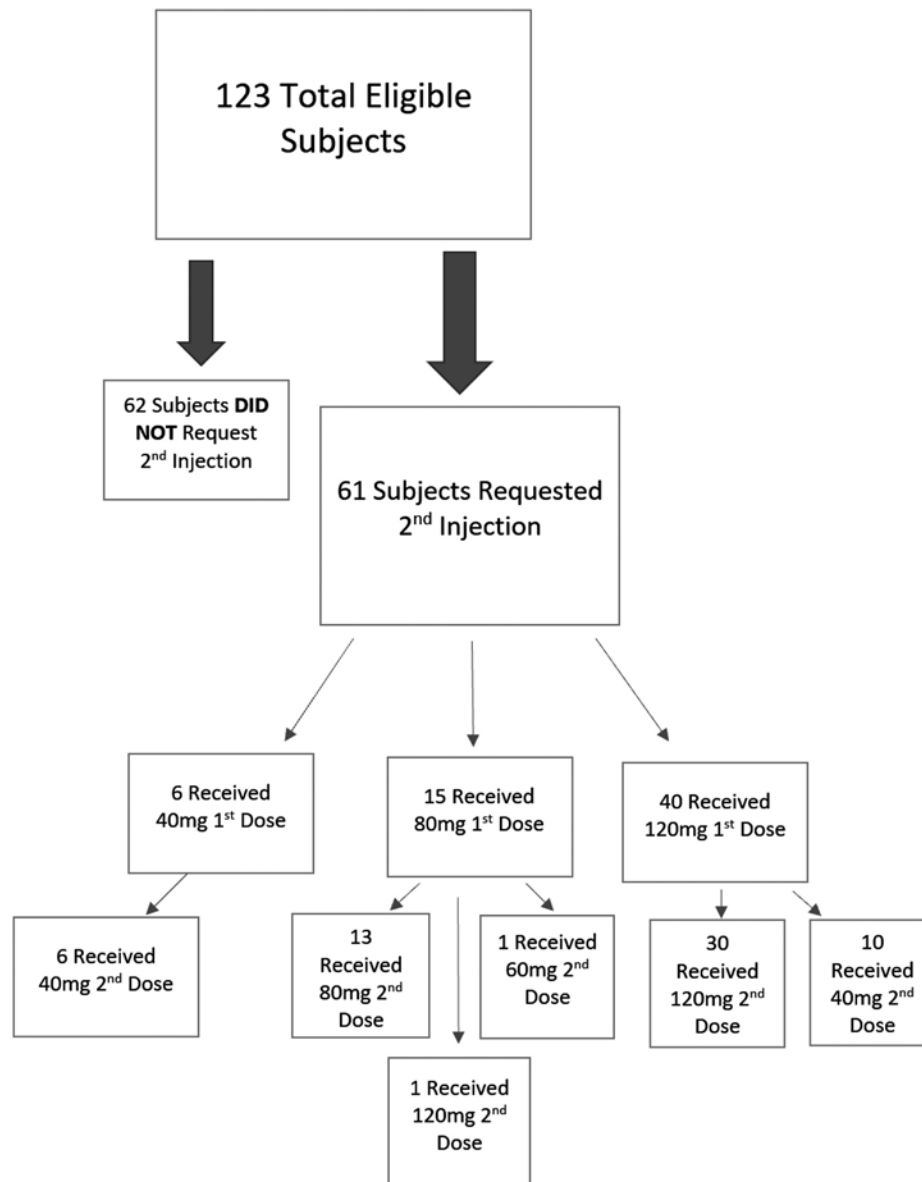 123 Total Eligible
Subjects
62 Subjects DID
NOT Request
2nd Injection
61 Subjects Requested
2nd Injection
6 Received
40mg 1st Dose
15 Received
80mg 1st Dose
40 Received
120mg 1st Dose
6 Received
40mg 2nd Dose
13
Received
80mg 2nd
Dose
1 Received
60mg 2nd
Dose
30
Received
120mg 2nd
Dose
10
Received
40mg 2nd
Dose
1 Received
120mg 2nd
Dose